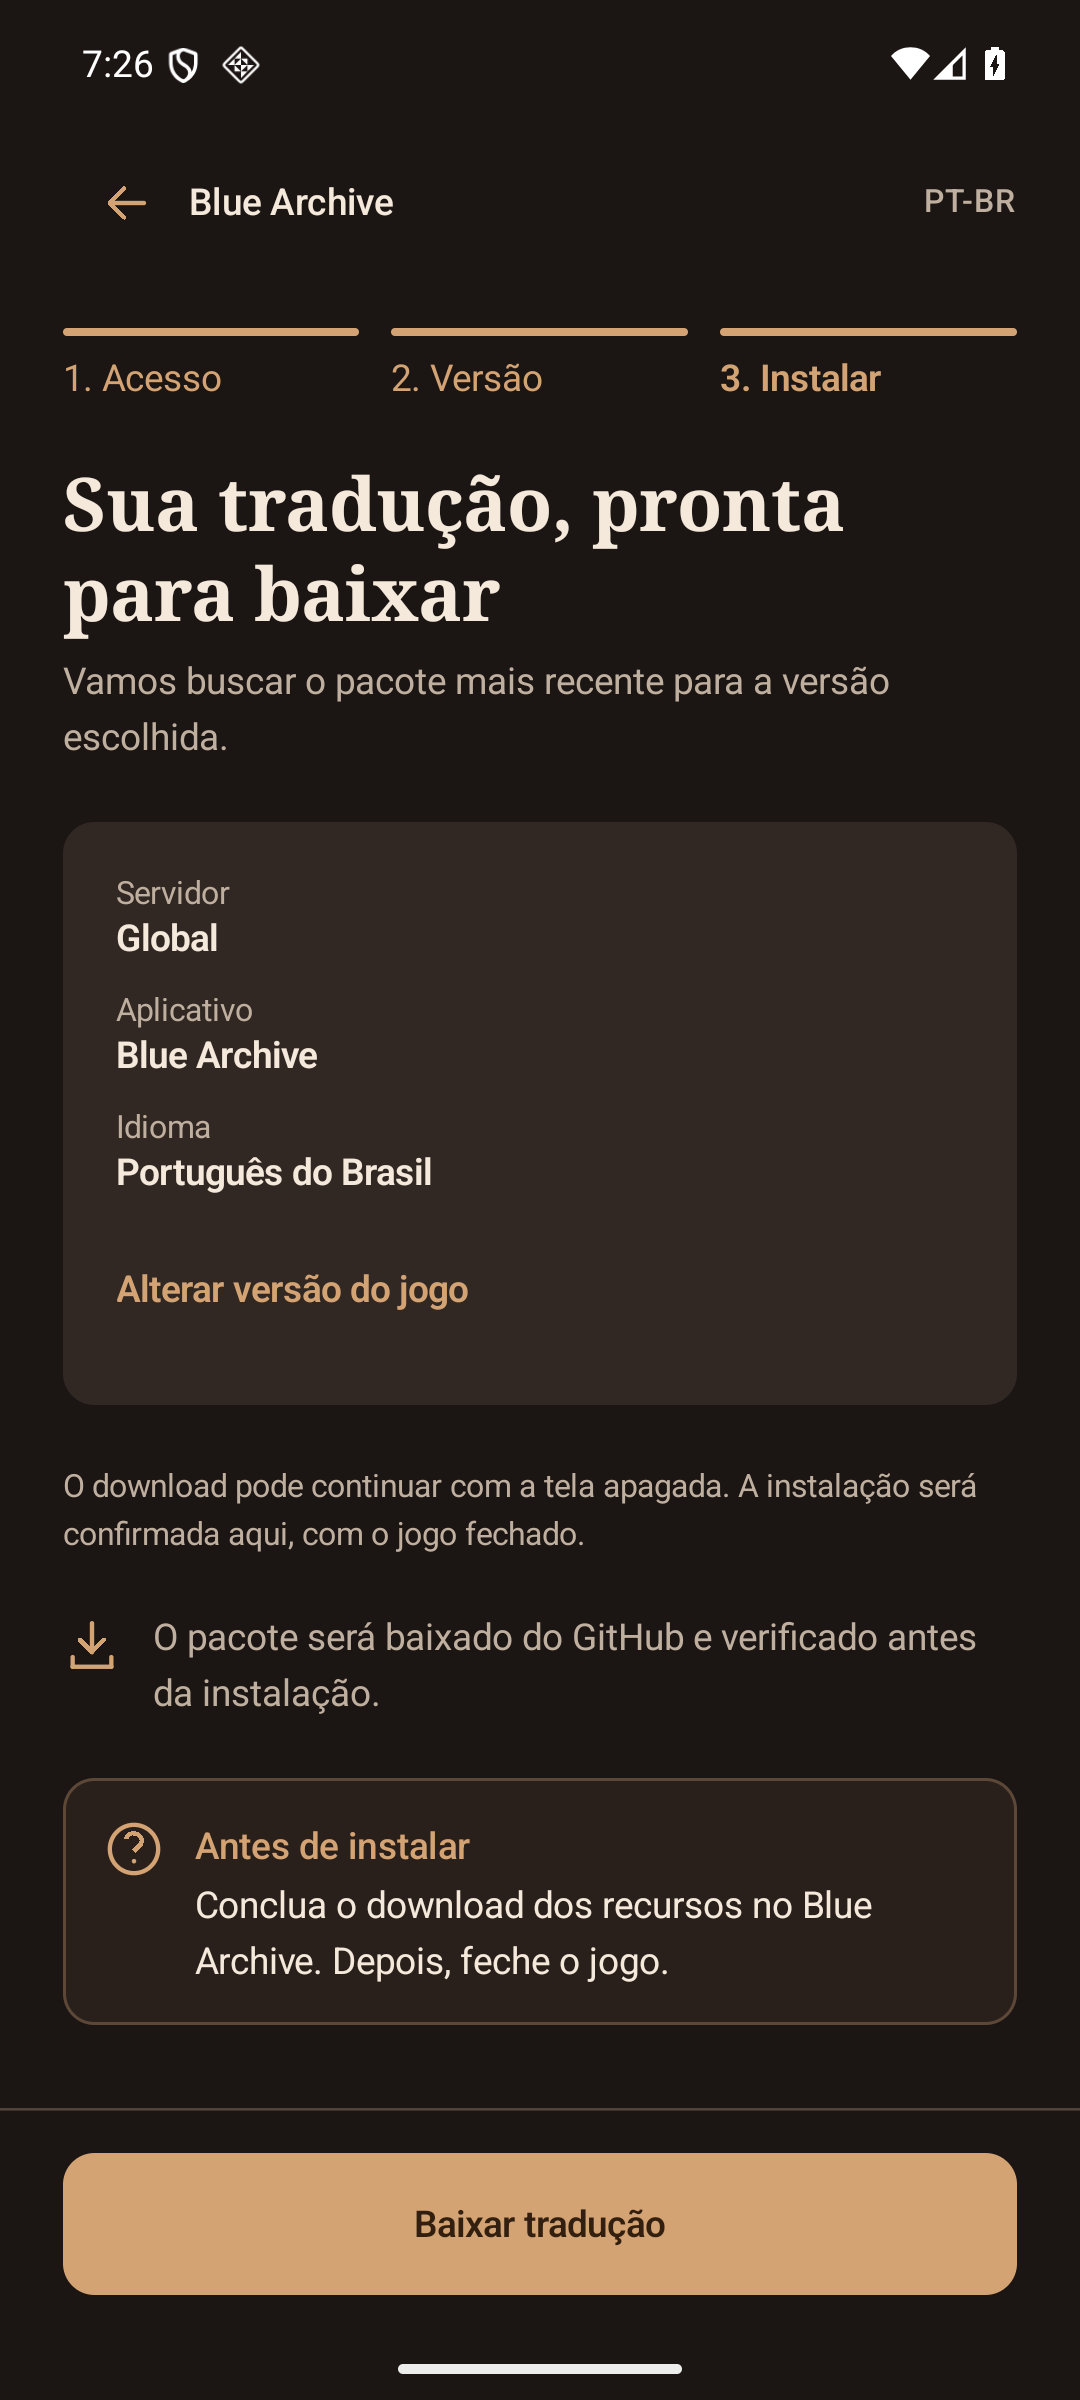 7:26
Blue Archive
PT-BR
1. Acesso
2. Versão
3. Instalar
Sua tradução, pronta
para baixar
Vamos buscar o pacote mais recente para a versão
escolhida.
Servidor
Global
Aplicativo
Blue Archive
Idioma
Português do Brasil
Alterar versão do jogo
O download pode continuar com a tela apagada. A instalação será
confirmada aqui, com o jogo fechado.
O pacote será baixado do GitHub e verificado antes
da instalação.
Antes de instalar
Conclua o download dos recursos no Blue
Archive. Depois, feche o jogo.
Baixar tradução